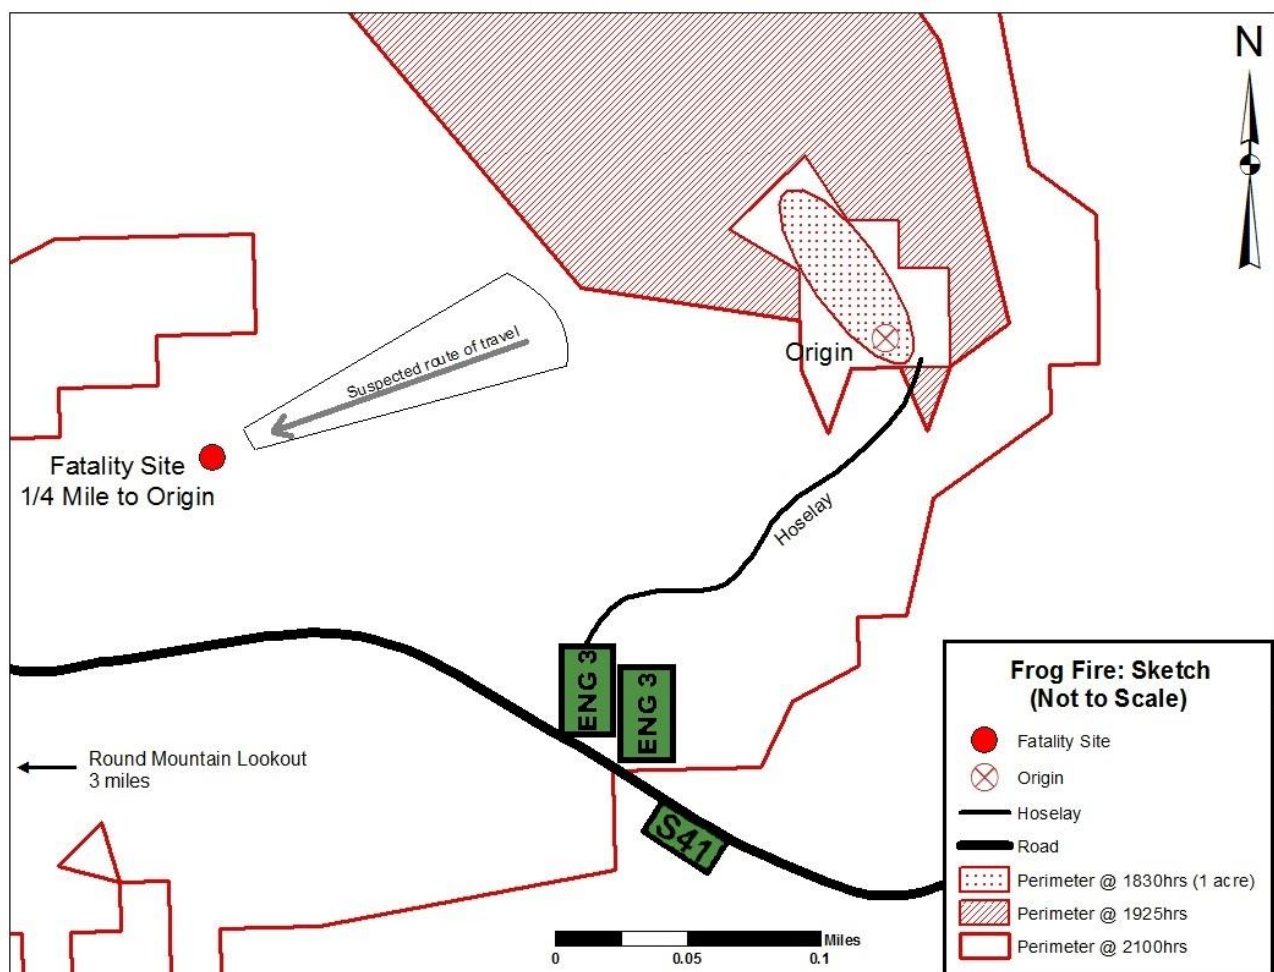 N
Suspected route of travel
Origin
Fatality Site
1/4 Mile to Origin
Hoselay
ENG 3
ENG 3
S41
Round Mountain Lookout
3 miles
Miles
0 0.05 0.1
Frog Fire: Sketch
(Not to Scale)
Fatality Site
Origin
Hoselay
Road
Perimeter @ 1830hrs (1 acre)
Perimeter @ 1925hrs
Perimeter @ 2100hrs